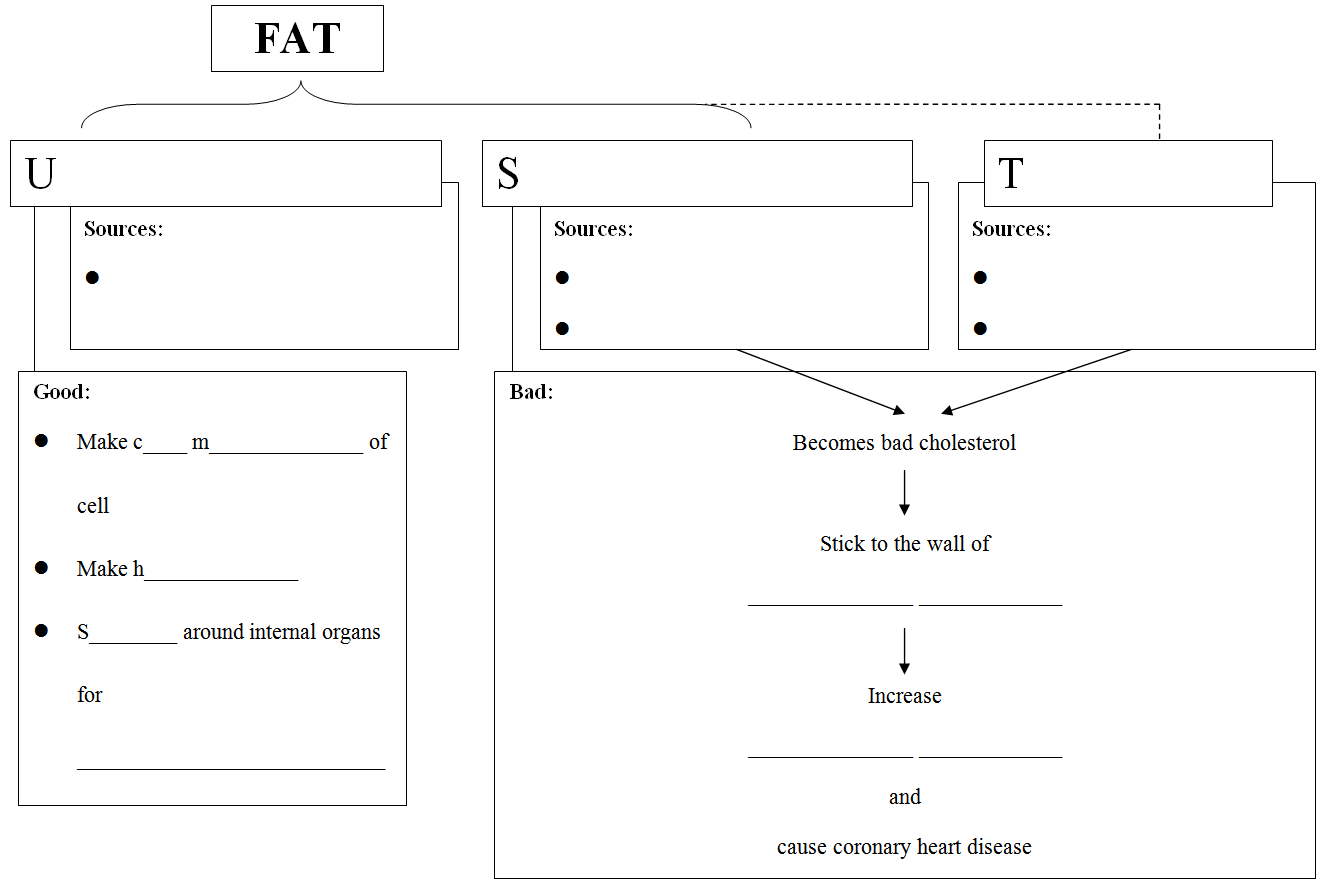 FAT
U
Sources:
●
S
Sources:
●
●
T
Sources:
●
●
Good:
● Make c____ m______________ of
cell
● Make h______________
● S________ around internal organs
for
____________________________
Bad:
Becomes bad cholesterol
Stick to the wall of
_______________ _____________
Increase
_______________ _____________
and
cause coronary heart disease